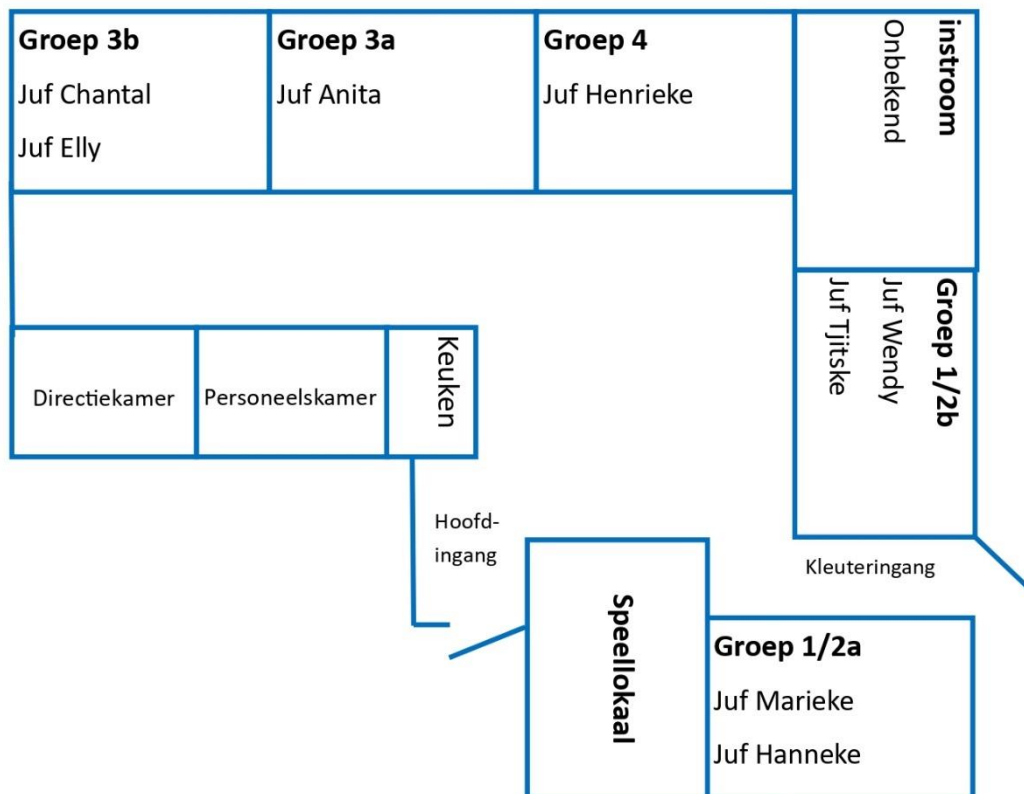 Groep 3b
Juf Chantal
Juf Elly
Groep 3a
Juf Anita
Groep 4
Juf Henrieke
instroom
Onbekend
Groep 1/2b
Juf Wendy
Juf Tjitske
Directiekamer
Personeelskamer
Keuken
Hoofd-
ingang
Kleuteringang
Speellokaal
Groep 1/2a
Juf Marieke
Juf Hanneke